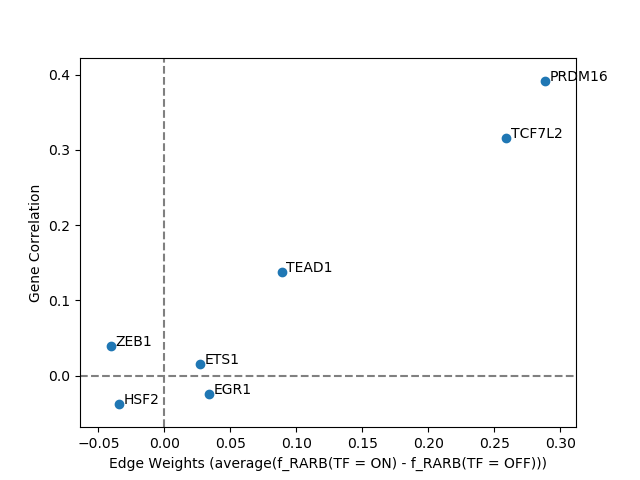 0.4
0.3
0.2
0.1
0.0
Gene Correlation
PRDM16
TCF7L2
TEAD1
ZEB1
ETS1
EGR1
HSF2
−0.05 0.00 0.05 0.10 0.15 0.20 0.25 0.30
Edge Weights (average(f_RARB(TF = ON) - f_RARB(TF = OFF)))